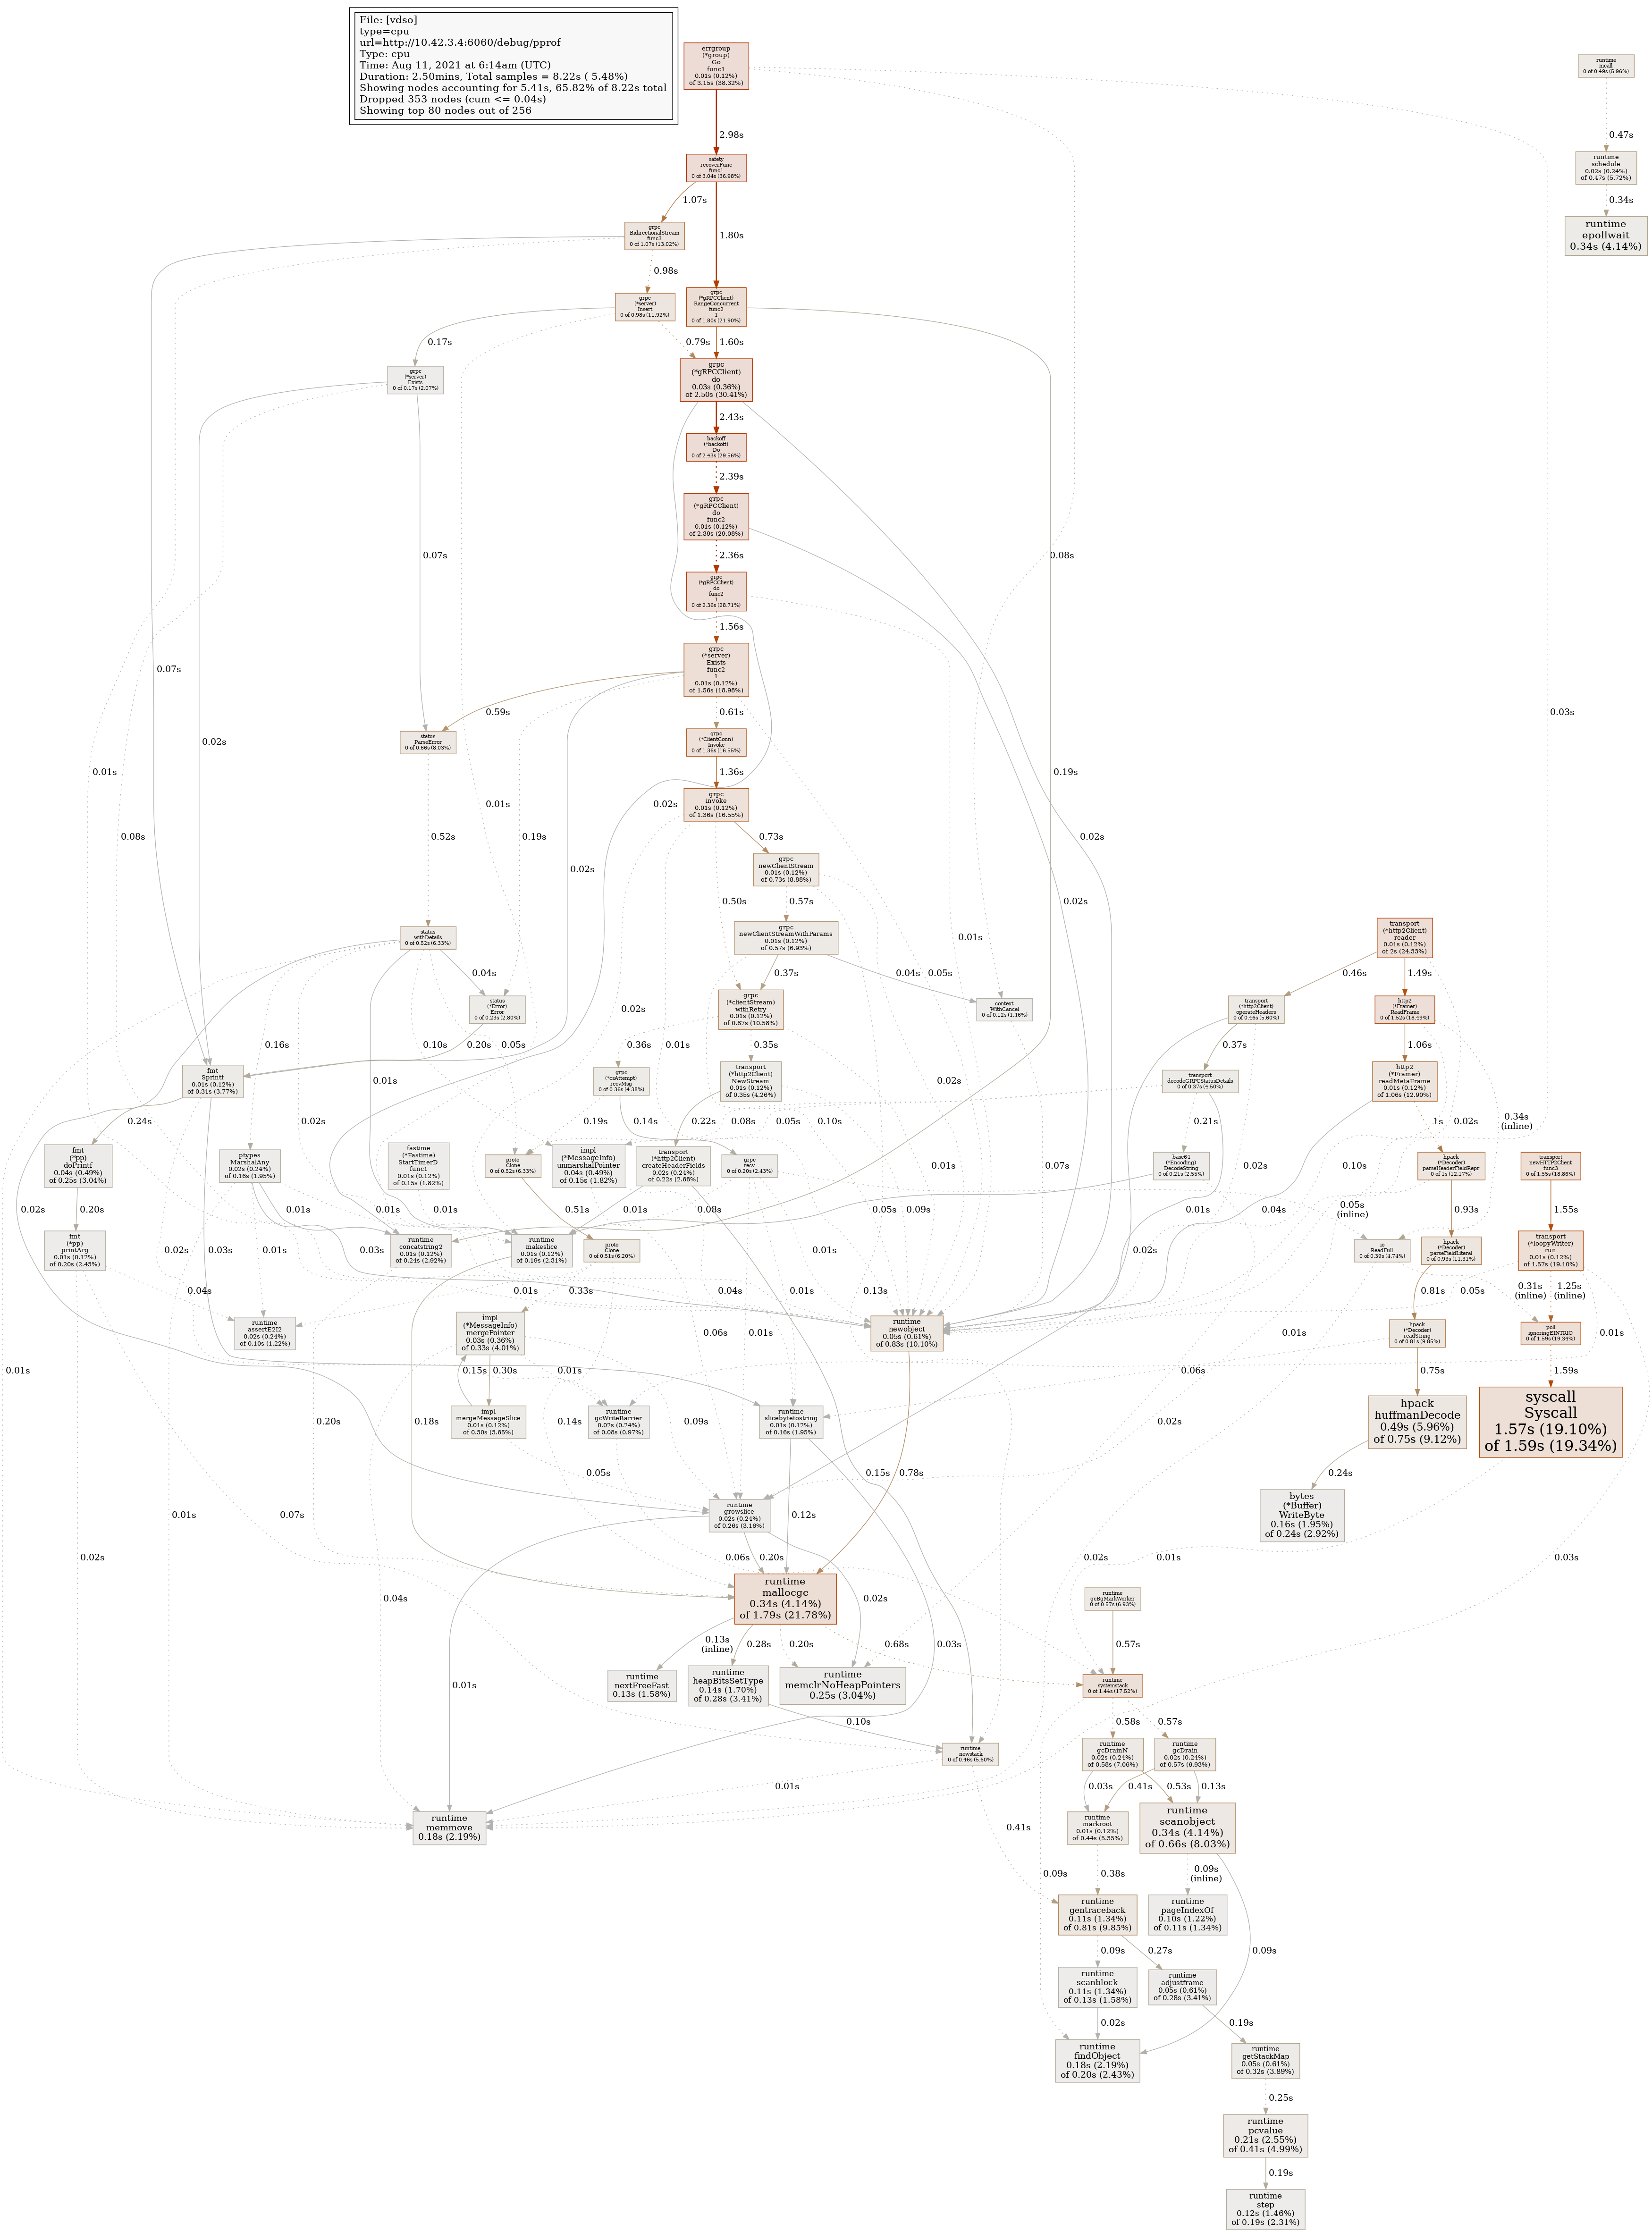 File: [vdso]
type=cpu
url=http://10.42.3.4:6060/debug/pprof
Type: cpu
Time: Aug 11, 2021 at 6:14am (UTC)
Duration: 2.50mins, Total samples = 8.22s ( 5.48%)
Showing nodes accounting for 5.41s, 65.82% of 8.22s total
Dropped 353 nodes (cum <= 0.04s)
Showing top 80 nodes out of 256
errgroup
(*group)
Go
func1
0.01s (0.12%)
of 3.15s (38.32%)
runtime
mcall
0 of 0.49s (5.96%)
2.98s
0.47s
safety
recoverFunc
func1
0 of 3.04s (36.98%)
runtime
schedule
0.02s (0.24%)
of 0.47s (5.72%)
1.07s
0.34s
grpc
BidirectionalStream
func3
0 of 1.07s (13.02%)
1.80s
runtime
epollwait
0.34s (4.14%)
0.98s
grpc
(*server)
Insert
0 of 0.98s (11.92%)
grpc
(*gRPCClient)
RangeConcurrent
func2
1
0 of 1.80s (21.90%)
0.17s
0.79s
1.60s
grpc
(*server)
Exists
0 of 0.17s (2.07%)
grpc
(*gRPCClient)
do
0.03s (0.36%)
of 2.50s (30.41%)
2.43s
backoff
(*backoff)
Do
0 of 2.43s (29.56%)
2.39s
grpc
(*gRPCClient)
do
func2
0.01s (0.12%)
of 2.39s (29.08%)
0.07s
2.36s
0.08s
grpc
(*gRPCClient)
do
func2
1
0 of 2.36s (28.71%)
1.56s
0.07s
grpc
(*server)
Exists
func2
1
0.01s (0.12%)
of 1.56s (18.98%)
0.59s
0.61s
0.03s
0.02s
status
ParseError
0 of 0.66s (8.03%)
grpc
(*ClientConn)
Invoke
0 of 1.36s (16.55%)
0.01s
1.36s
0.19s
grpc
invoke
0.01s (0.12%)
of 1.36s (16.55%)
0.01s
0.02s
0.08s
0.52s
0.19s
0.73s
0.02s
grpc
newClientStream
0.01s (0.12%)
of 0.73s (8.88%)
0.02s
0.50s
0.57s
0.02s
status
withDetails
0 of 0.52s (6.33%)
grpc
newClientStreamWithParams
0.01s (0.12%)
of 0.57s (6.93%)
0.01s
transport
(*http2Client)
reader
0.01s (0.12%)
of 2s (24.33%)
0.04s
0.37s
0.04s
0.05s
0.46s
1.49s
status
(*Error)
Error
0 of 0.23s (2.80%)
grpc
(*clientStream)
withRetry
0.01s (0.12%)
of 0.87s (10.58%)
context
WithCancel
0 of 0.12s (1.46%)
transport
(*http2Client)
operateHeaders
0 of 0.46s (5.60%)
http2
(*Framer)
ReadFrame
0 of 1.52s (18.49%)
0.02s
0.16s
0.10s
0.05s
0.20s
0.36s
0.01s
0.35s
0.37s
1.06s
fmt
Sprintf
0.01s (0.12%)
of 0.31s (3.77%)
0.01s
grpc
(*csAttempt)
recvMsg
0 of 0.36s (4.38%)
transport
(*http2Client)
NewStream
0.01s (0.12%)
of 0.35s (4.26%)
0.02s
transport
decodeGRPCStatusDetails
0 of 0.37s (4.50%)
http2
(*Framer)
readMetaFrame
0.01s (0.12%)
of 1.06s (12.90%)
0.24s
0.02s
0.19s
0.14s
0.22s
0.08s
0.05s
0.10s
0.21s
1s
0.02s
0.34s
(inline)
fmt
(*pp)
doPrintf
0.04s (0.49%)
of 0.25s (3.04%)
ptypes
MarshalAny
0.02s (0.24%)
of 0.16s (1.95%)
fastime
(*Fastime)
StartTimerD
func1
0.01s (0.12%)
of 0.15s (1.82%)
proto
Clone
0 of 0.52s (6.33%)
impl
(*MessageInfo)
unmarshalPointer
0.04s (0.49%)
of 0.15s (1.82%)
transport
(*http2Client)
createHeaderFields
0.02s (0.24%)
of 0.22s (2.68%)
grpc
recv
0 of 0.20s (2.43%)
0.01s
0.07s
base64
(*Encoding)
DecodeString
0 of 0.21s (2.55%)
0.02s
0.10s
hpack
(*Decoder)
parseHeaderFieldRepr
0 of 1s (12.17%)
transport
newHTTP2Client
func3
0 of 1.55s (18.86%)
0.20s
0.02s
0.01s
0.01s
0.01s
0.51s
0.01s
0.08s
0.05s
0.09s
0.01s
0.04s
0.05s
(inline)
0.93s
1.55s
fmt
(*pp)
printArg
0.01s (0.12%)
of 0.20s (2.43%)
0.02s
0.03s
0.01s
0.03s
runtime
concatstring2
0.01s (0.12%)
of 0.24s (2.92%)
runtime
makeslice
0.01s (0.12%)
of 0.19s (2.31%)
proto
Clone
0 of 0.51s (6.20%)
0.01s
0.02s
io
ReadFull
0 of 0.39s (4.74%)
hpack
(*Decoder)
parseFieldLiteral
0 of 0.93s (11.31%)
transport
(*loopyWriter)
run
0.01s (0.12%)
of 1.57s (19.10%)
0.04s
0.01s
0.33s
0.04s
0.01s
0.13s
0.05s
0.31s
(inline)
0.81s
1.25s
(inline)
runtime
assertE2I2
0.02s (0.24%)
of 0.10s (1.22%)
impl
(*MessageInfo)
mergePointer
0.03s (0.36%)
of 0.33s (4.01%)
0.06s
0.01s
runtime
newobject
0.05s (0.61%)
of 0.83s (10.10%)
0.01s
hpack
(*Decoder)
readString
0 of 0.81s (9.85%)
poll
ignoringEINTRIO
0 of 1.59s (19.34%)
0.01s
0.01s
0.15s
0.30s
0.01s
0.06s
0.75s
1.59s
0.20s
0.18s
impl
mergeMessageSlice
0.01s (0.12%)
of 0.30s (3.65%)
0.14s
runtime
gcWriteBarrier
0.02s (0.24%)
of 0.08s (0.97%)
0.09s
runtime
slicebytetostring
0.01s (0.12%)
of 0.16s (1.95%)
0.02s
hpack
huffmanDecode
0.49s (5.96%)
of 0.75s (9.12%)
syscall
Syscall
1.57s (19.10%)
of 1.59s (19.34%)
0.05s
0.15s
0.78s
0.24s
0.01s
0.07s
runtime
growslice
0.02s (0.24%)
of 0.26s (3.16%)
0.12s
bytes
(*Buffer)
WriteByte
0.16s (1.95%)
of 0.24s (2.92%)
0.02s
0.20s
0.06s
0.02s
0.01s
0.03s
0.04s
runtime
mallocgc
0.34s (4.14%)
of 1.79s (21.78%)
0.02s
runtime
gcBgMarkWorker
0 of 0.57s (6.93%)
0.13s
(inline)
0.28s
0.20s
0.68s
0.03s
0.57s
0.01s
runtime
nextFreeFast
0.13s (1.58%)
runtime
heapBitsSetType
0.14s (1.70%)
of 0.28s (3.41%)
runtime
memclrNoHeapPointers
0.25s (3.04%)
runtime
systemstack
0 of 1.44s (17.52%)
0.10s
0.58s
0.57s
runtime
newstack
0 of 0.46s (5.60%)
runtime
gcDrainN
0.02s (0.24%)
of 0.58s (7.06%)
runtime
gcDrain
0.02s (0.24%)
of 0.57s (6.93%)
0.01s
0.03s
0.41s
0.53s
0.13s
runtime
memmove
0.18s (2.19%)
0.41s
runtime
markroot
0.01s (0.12%)
of 0.44s (5.35%)
runtime
scanobject
0.34s (4.14%)
of 0.66s (8.03%)
0.09s
0.38s
0.09s
(inline)
runtime
gentraceback
0.11s (1.34%)
of 0.81s (9.85%)
runtime
pageIndexOf
0.10s (1.22%)
of 0.11s (1.34%)
0.09s
0.27s
0.09s
runtime
scanblock
0.11s (1.34%)
of 0.13s (1.58%)
runtime
adjustframe
0.05s (0.61%)
of 0.28s (3.41%)
0.02s
0.19s
runtime
findObject
0.18s (2.19%)
of 0.20s (2.43%)
runtime
getStackMap
0.05s (0.61%)
of 0.32s (3.89%)
0.25s
runtime
pcvalue
0.21s (2.55%)
of 0.41s (4.99%)
0.19s
runtime
step
0.12s (1.46%)
of 0.19s (2.31%)